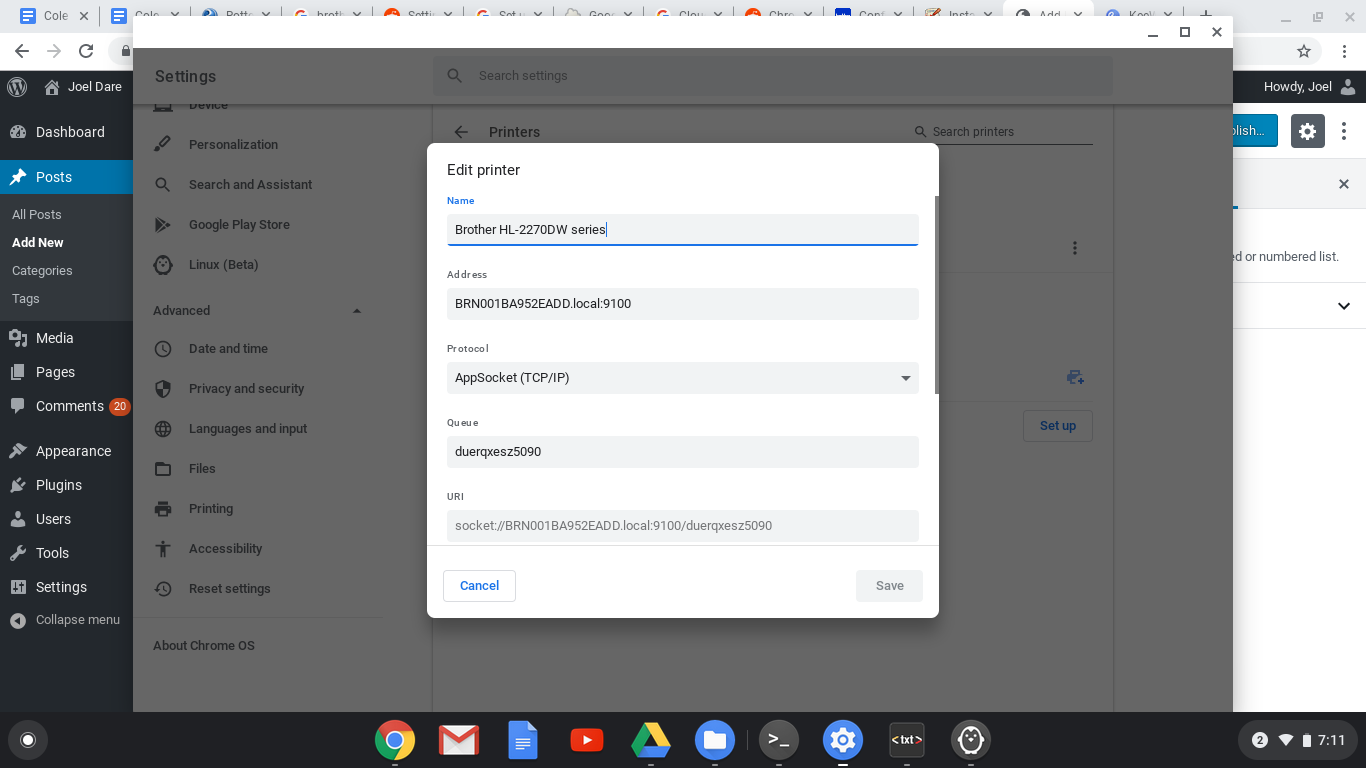 Cole
Cole
Rott
broth
Setti
Set u
Goo
Clou
Chro
Conf
Insta
Add
Joel Dare
Howdy, Joel
Dashboard
Posts
All Posts
Add New
Categories
Tags
Media
Pages
Comments 20
Appearance
Plugins
Users
Tools
Settings
Collapse menu
blish...
ed or numbered list.
Settings
Search settings
Device
Personalization
Search and Assistant
Google Play Store
Linux (Beta)
Advanced
Date and time
Privacy and security
Languages and input
Files
Printing
Accessibility
Reset settings
About Chrome OS
Printers
Search printers
Set up
Edit printer
Name
Brother HL-2270DW series
Address
BRN001BA952EADD.local:9100
Protocol
AppSocket (TCP/IP)
Queue
duerqxesz5090
URI
socket://BRN001BA952EADD.local:9100/duerqxesz5090
Cancel
Save
>_
<txt>
2
7:11